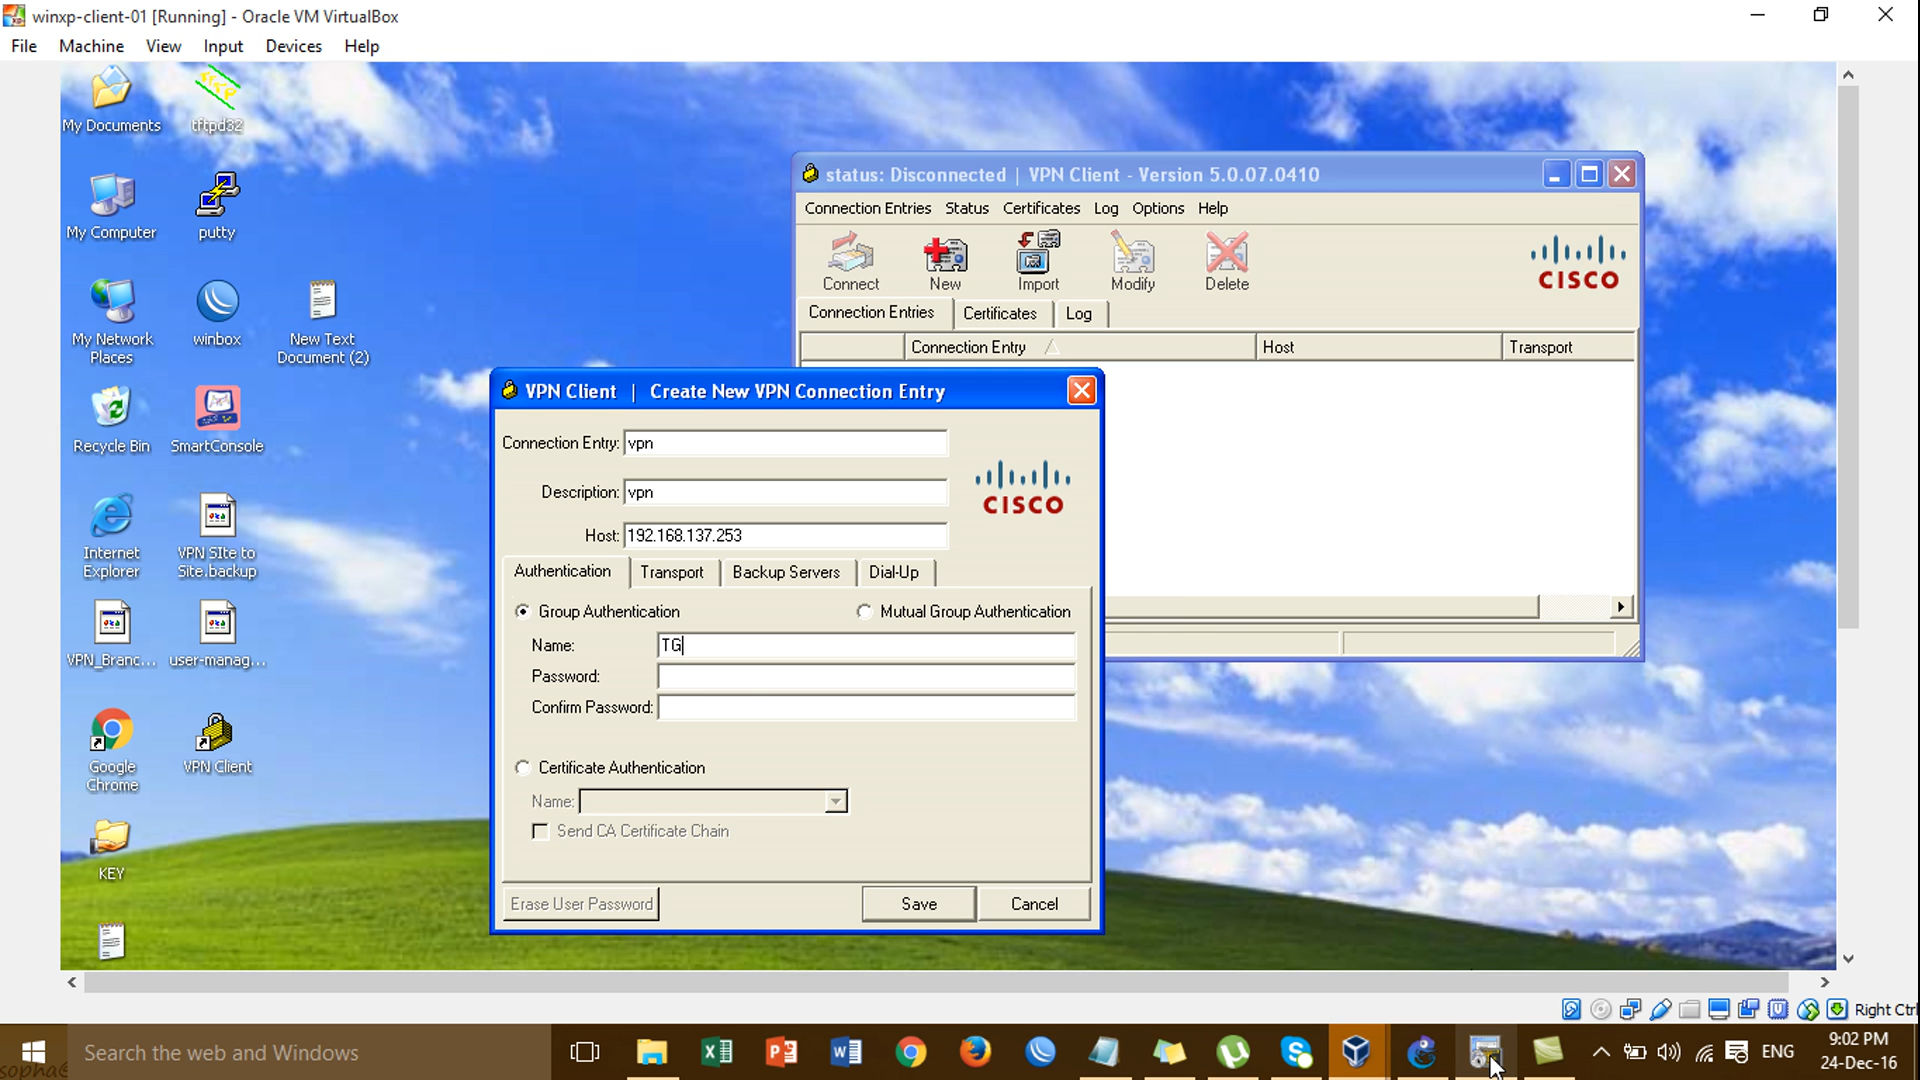 winxp-client-01 [Running] - Oracle VM VirtualBox
File Machine View Input Devices Help
My Documents
tftpd32
My Computer
putty
My Network Places
winbox
New Text Document (2)
Recycle Bin
SmartConsole
Internet Explorer
VPN SIte to Site.backup
VPN_Branc...
user-manag...
Google Chrome
VPN Client
KEY
status: Disconnected | VPN Client - Version 5.0.07.0410
Connection Entries Status Certificates Log Options Help
Connect New Import Modify Delete
CISCO
Connection Entries Certificates Log
Connection Entry Host Transport
VPN Client | Create New VPN Connection Entry
Connection Entry: vpn
Description: vpn
CISCO
Host: 192.168.137.253
Authentication Transport Backup Servers Dial-Up
Group Authentication Mutual Group Authentication
Name: TG
Password:
Confirm Password:
Certificate Authentication
Name:
Send CA Certificate Chain
Erase User Password Save Cancel
Right Ctrl
Search the web and Windows
ENG
9:02 PM
24-Dec-16